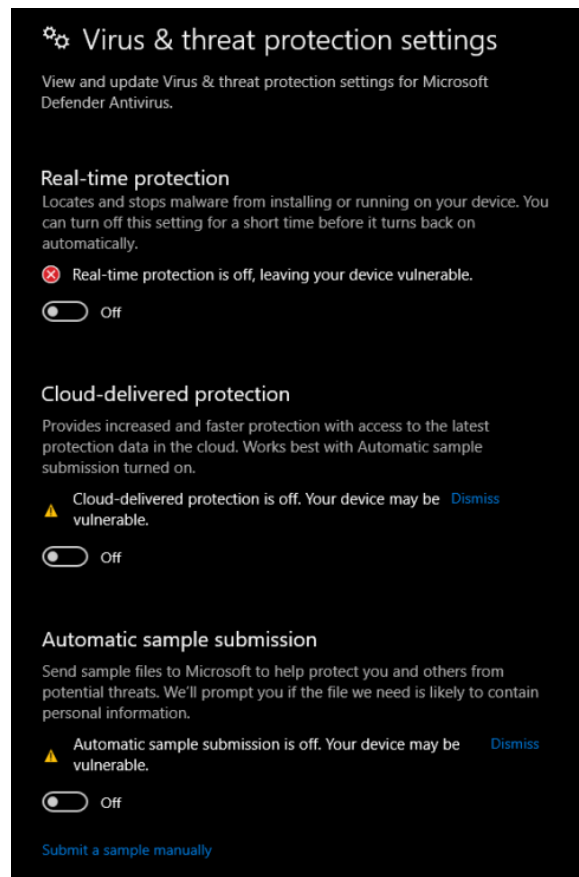 Virus & threat protection settings
View and update Virus & threat protection settings for Microsoft
Defender Antivirus.
Real-time protection
Locates and stops malware from installing or running on your device. You
can turn off this setting for a short time before it turns back on
automatically.
Real-time protection is off, leaving your device vulnerable.
Off
Cloud-delivered protection
Provides increased and faster protection with access to the latest
protection data in the cloud. Works best with Automatic sample
submission turned on.
Cloud-delivered protection is off. Your device may be Dismiss
vulnerable.
Off
Automatic sample submission
Send sample files to Microsoft to help protect you and others from
potential threats. We'll prompt you if the file we need is likely to contain
personal information.
Automatic sample submission is off. Your device may be Dismiss
vulnerable.
Off
Submit a sample manually